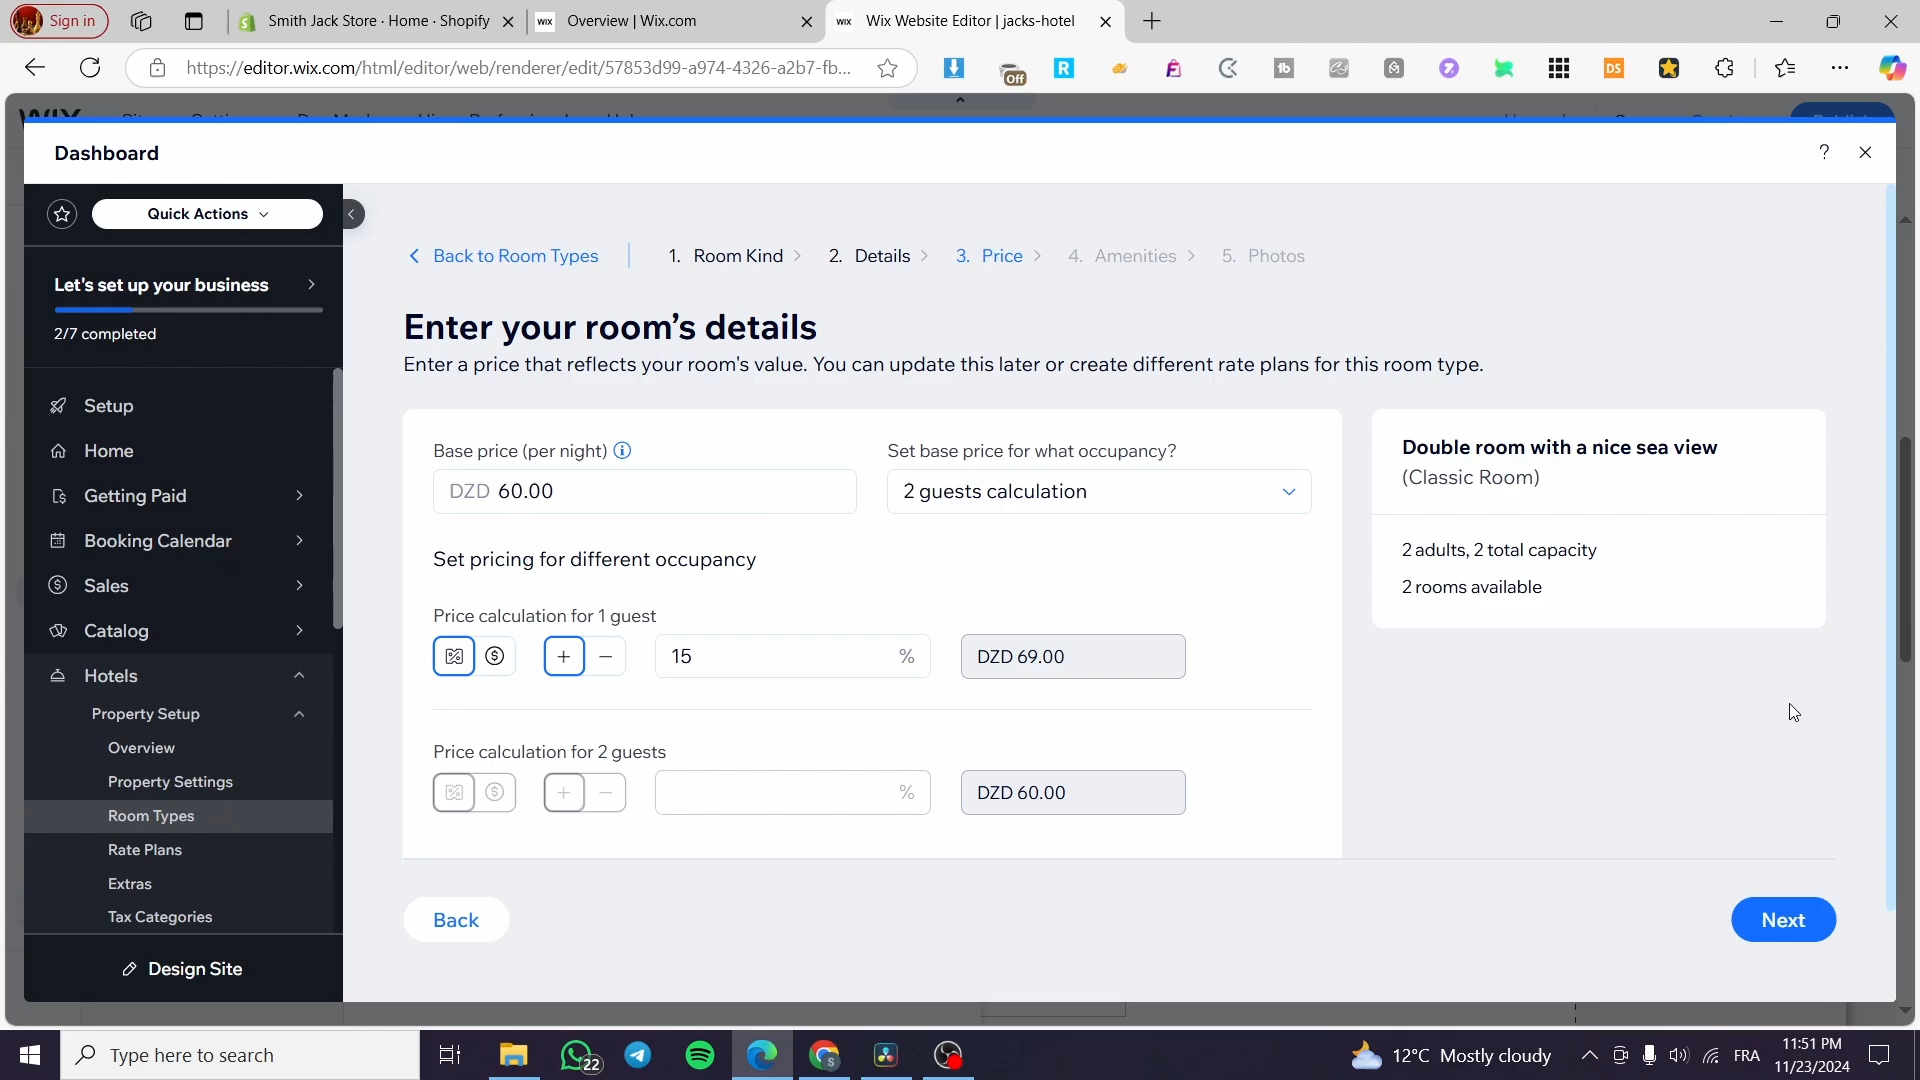 Sign in
Smith Jack Store · Home · Shopify
WIX Overview | Wix.com
WIX Wix Website Editor | jacks-hotel
https://editor.wix.com/html/editor/web/renderer/edit/57853d99-a974-4326-a2b7-fb...
Off
R
tb
DS
Dashboard
?
Quick Actions
Let's set up your business
2/7 completed
Setup
Home
Getting Paid
Booking Calendar
Sales
Catalog
Hotels
Property Setup
Overview
Property Settings
Room Types
Rate Plans
Extras
Tax Categories
Design Site
Back to Room Types
1. Room Kind
2. Details
3. Price
4. Amenities
5. Photos
Enter your room's details
Enter a price that reflects your room's value. You can update this later or create different rate plans for this room type.
Base price (per night)
Set base price for what occupancy?
DZD 60.00
2 guests calculation
Set pricing for different occupancy
Price calculation for 1 guest
15 %
DZD 69.00
Price calculation for 2 guests
%
DZD 60.00
Double room with a nice sea view
(Classic Room)
2 adults, 2 total capacity
2 rooms available
Back
Next
Type here to search
22
12°C Mostly cloudy
FRA
11:51 PM
11/23/2024